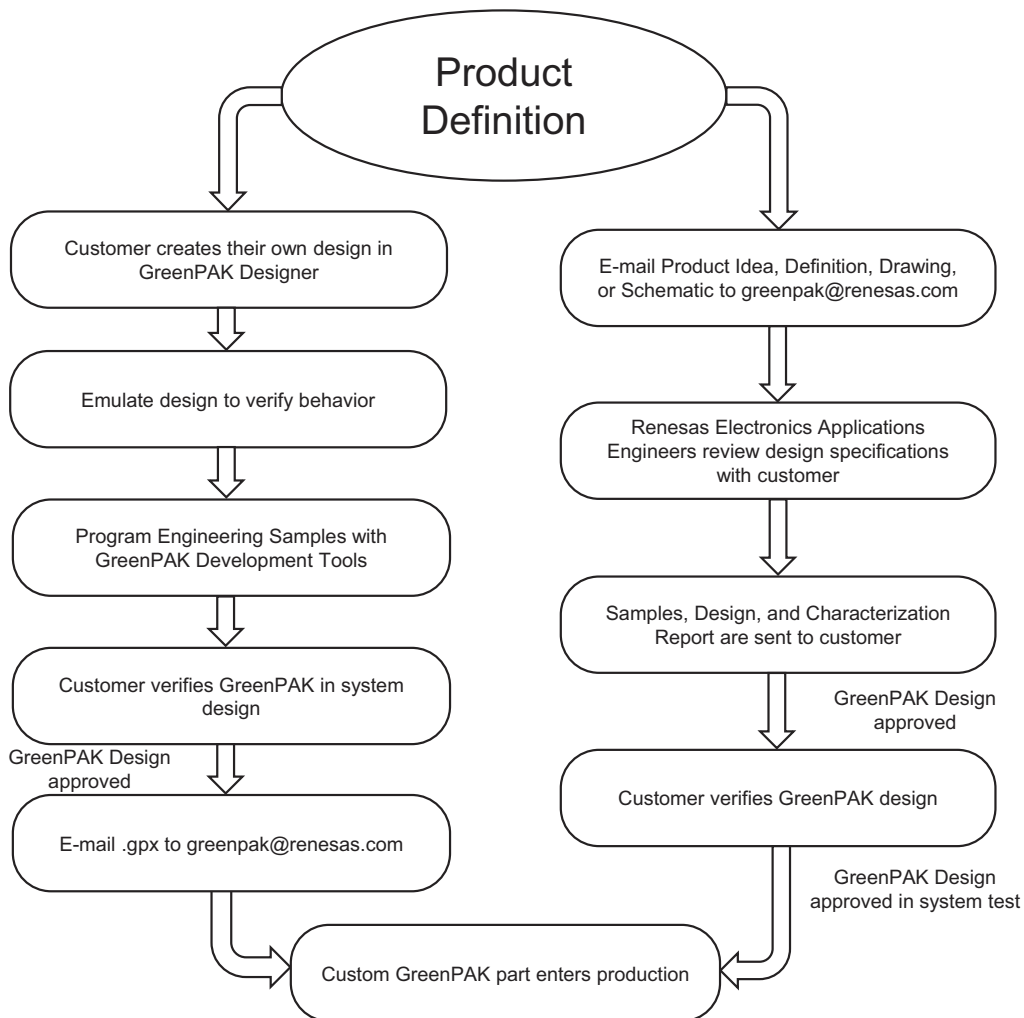 Product
Definition
Customer creates their own design in
GreenPAK Designer
Emulate design to verify behavior
Program Engineering Samples with
GreenPAK Development Tools
Customer verifies GreenPAK in system
design
GreenPAK Design
approved
E-mail .gpx to greenpak@renesas.com
E-mail Product Idea, Definition, Drawing,
or Schematic to greenpak@renesas.com
Renesas Electronics Applications
Engineers review design specifications
with customer
Samples, Design, and Characterization
Report are sent to customer
GreenPAK Design
approved
Customer verifies GreenPAK design
GreenPAK Design
approved in system test
Custom GreenPAK part enters production